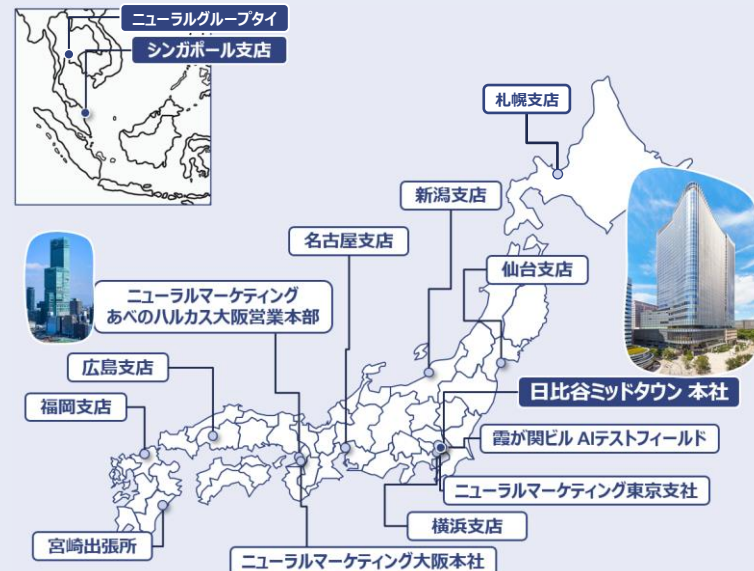 ニューラルグループタイ
シンガポール支店
札幌支店
新潟支店
名古屋支店
仙台支店
ニューラルマーケティング
あべのハルカス大阪営業本部
広島支店
日比谷ミッドタウン 本社
福岡支店
霞が関ビル AIテストフィールド
ニューラルマーケティング東京支社
横浜支店
宮崎出張所
ニューラルマーケティング大阪本社